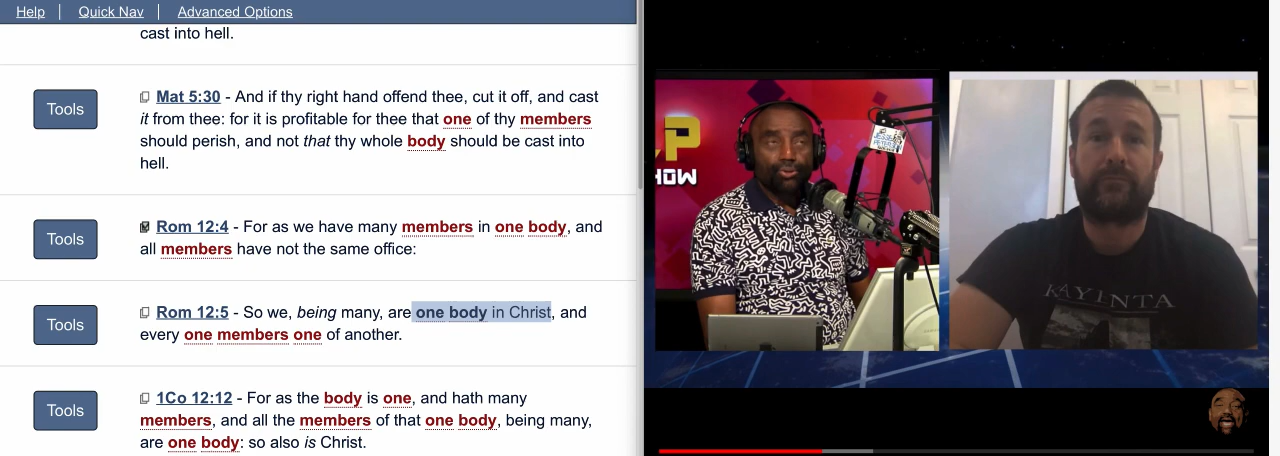 Help | Quick Nav | Advanced Options
cast into hell.
Tools
Mat 5:30 - And if thy right hand offend thee, cut it off, and cast
it from thee: for it is profitable for thee that one of thy members
should perish, and not that thy whole body should be cast into
hell.
Tools
Rom 12:4 - For as we have many members in one body, and
all members have not the same office:
Tools
Rom 12:5 - So we, being many, are one body in Christ, and
every one members one of another.
Tools
1Co 12:12 - For as the body is one, and hath many
members, and all the members of that one body, being many,
are one body: so also is Christ.
P
HOW
JESSE
KAYINTA